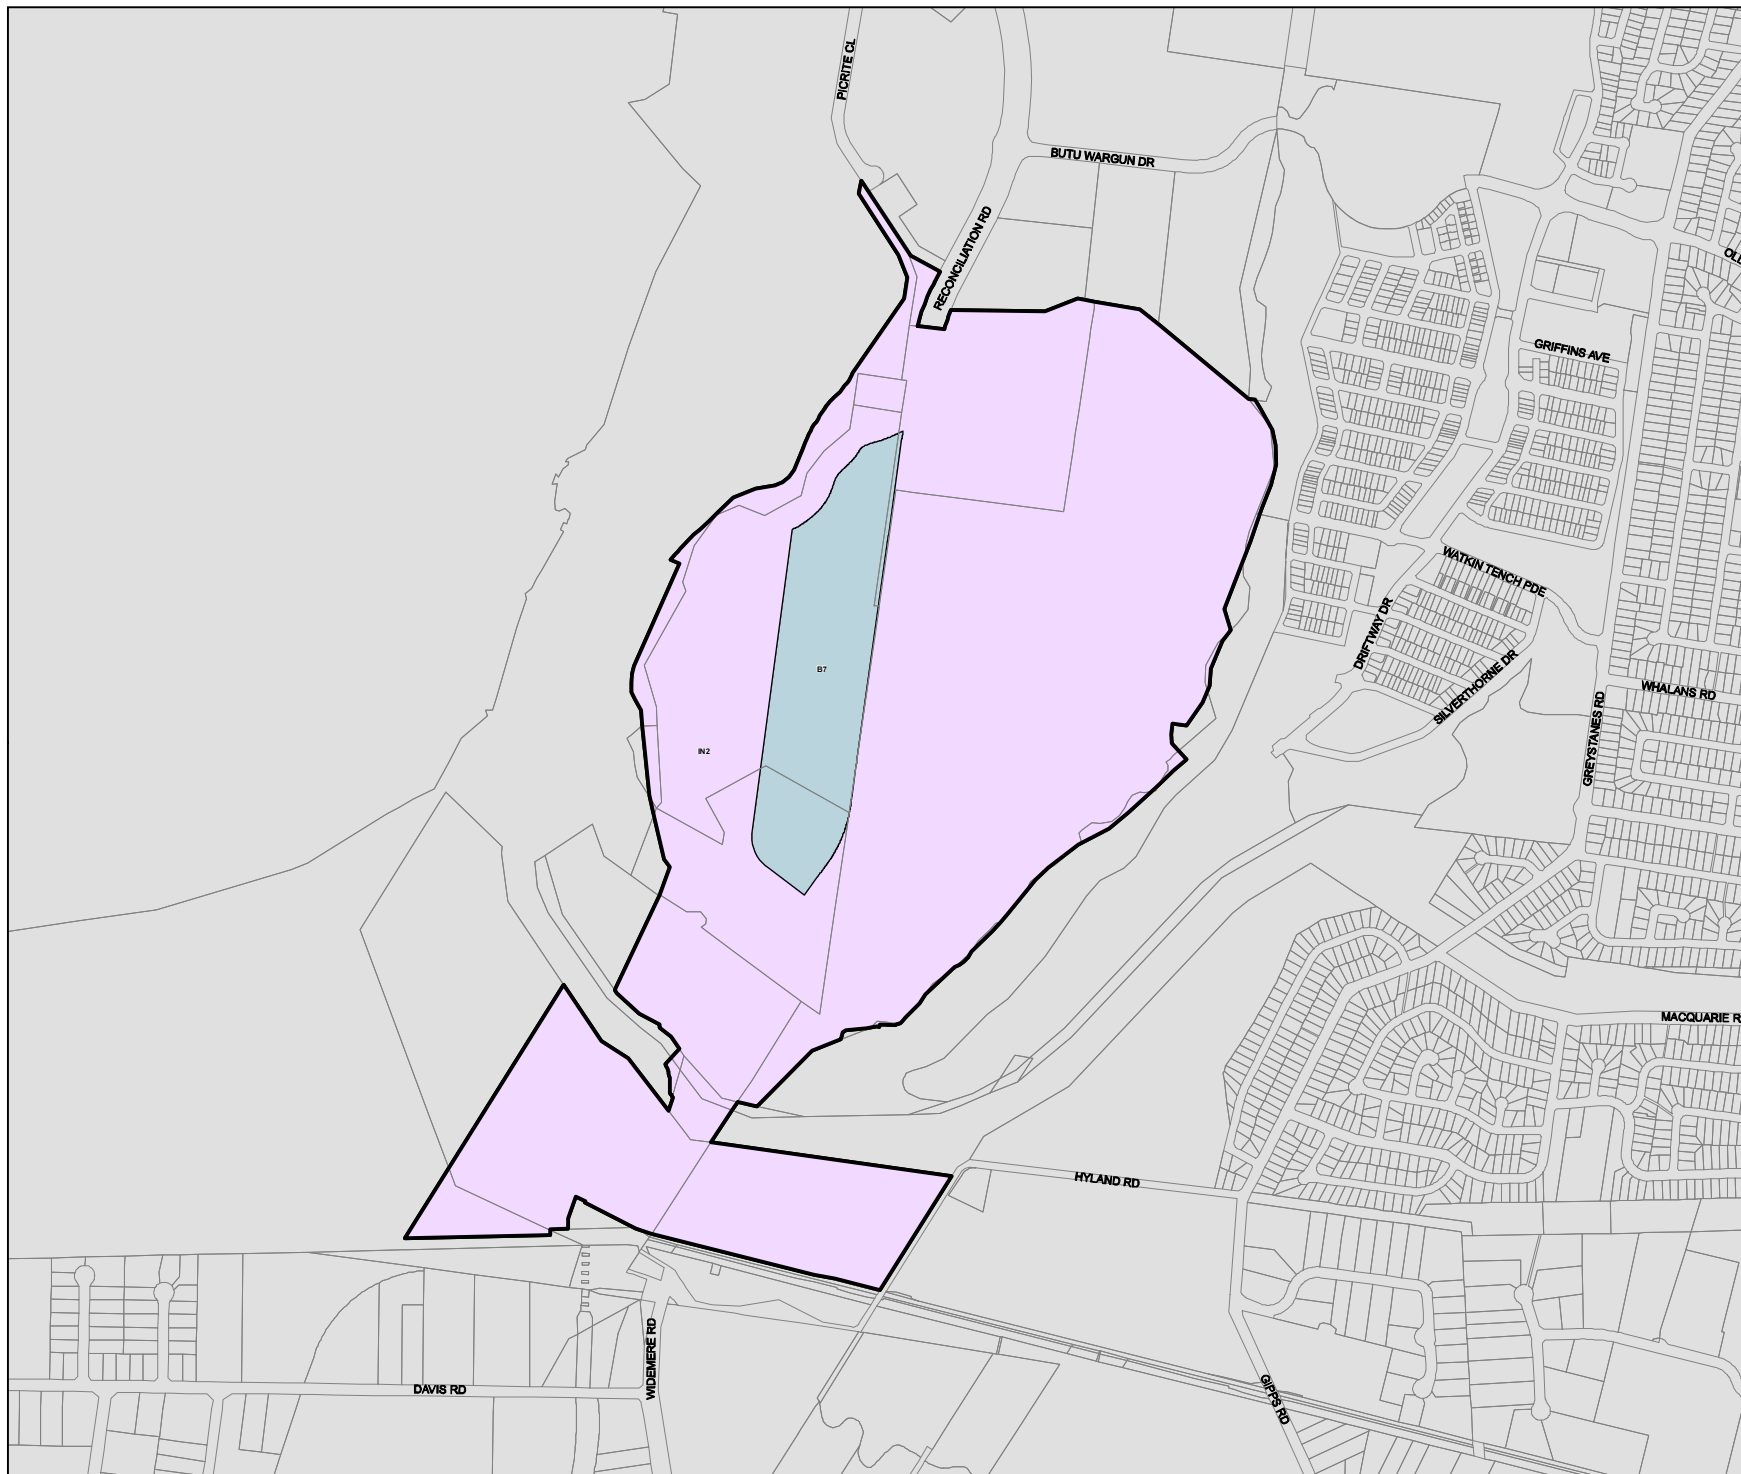 PICRITE CL
BUTU WARGUN DR
RECONCILIATION RD
GRIFFINS AVE
WATKIN TENCH PDE
DRIFTWAY DR
SILVERTHORNE DR
WHALANS RD
GREYSTANES RD
B7
IN2
MACQUARIE R
HYLAND RD
WIDEMERE RD
DAVIS RD
GIPPS RD